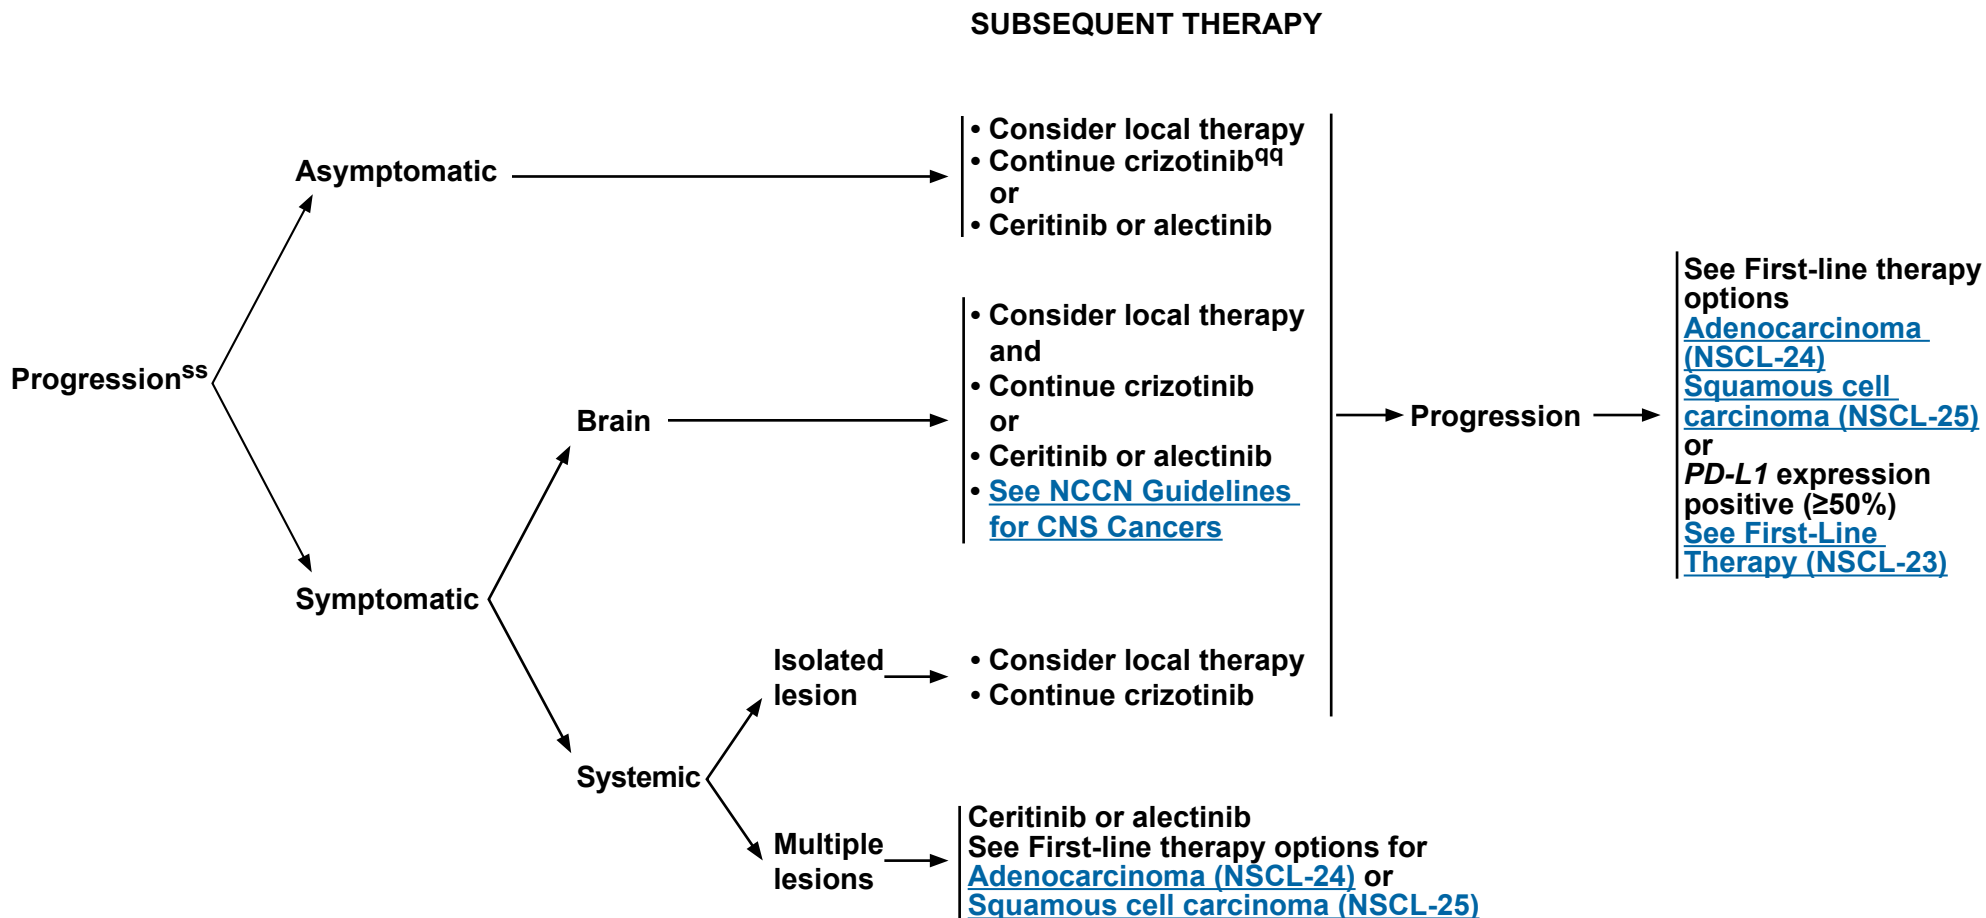 SUBSEQUENT THERAPY
Asymptomatic
• Consider local therapy
• Continue crizotinibqq
or
• Ceritinib or alectinib
Progressionss
Symptomatic
Brain
• Consider local therapy
and
• Continue crizotinib
or
• Ceritinib or alectinib
• See NCCN Guidelines
for CNS Cancers
Systemic
Isolated
lesion
• Consider local therapy
• Continue crizotinib
Multiple
lesions
Ceritinib or alectinib
See First-line therapy options for
Adenocarcinoma (NSCL-24) or
Squamous cell carcinoma (NSCL-25)
Progression
See First-line therapy
options
Adenocarcinoma
(NSCL-24)
Squamous cell
carcinoma (NSCL-25)
or
PD-L1 expression
positive (≥50%)
See First-Line
Therapy (NSCL-23)